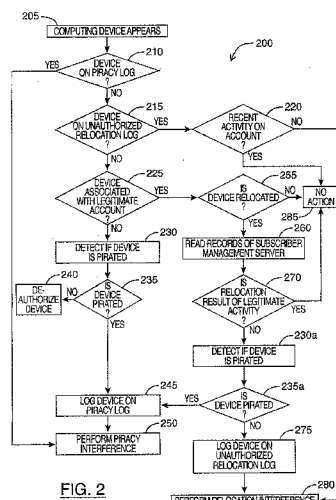 205
COMPUTING DEVICE APPEARS
200
YES
210
DEVICE
ON PIRACY LOG
?
NO
215
DEVICE
ON UNAUTHORIZED
RELOCATION LOG
?
YES
220
RECENT
ACTIVITY ON
ACCOUNT
?
NO
YES
NO
225
DEVICE
ASSOCIATED
WITH LEGITIMATE
ACCOUNT
?
YES
255
IS
DEVICE RELOCATED
?
NO
NO
ACTION
285
NO
YES
230
DETECT IF DEVICE
IS PIRATED
260
READ RECORDS OF SUBSCRIBER
MANAGEMENT SERVER
240
DE-
AUTHORIZE
DEVICE
NO
235
IS
DEVICE
PIRATED
?
YES
270
IS
RELOCATION
RESULT OF LEGITIMATE
ACTIVITY
?
YES
NO
230a
DETECT IF DEVICE
IS PIRATED
245
LOG DEVICE ON
PIRACY LOG
YES
235a
IS
DEVICE PIRATED
?
NO
250
PERFORM PIRACY
INTERFERENCE
275
LOG DEVICE ON
UNAUTHORIZED
RELOCATION LOG
280
PERFORM RELOCATION INTERFERENCE
FIG. 2